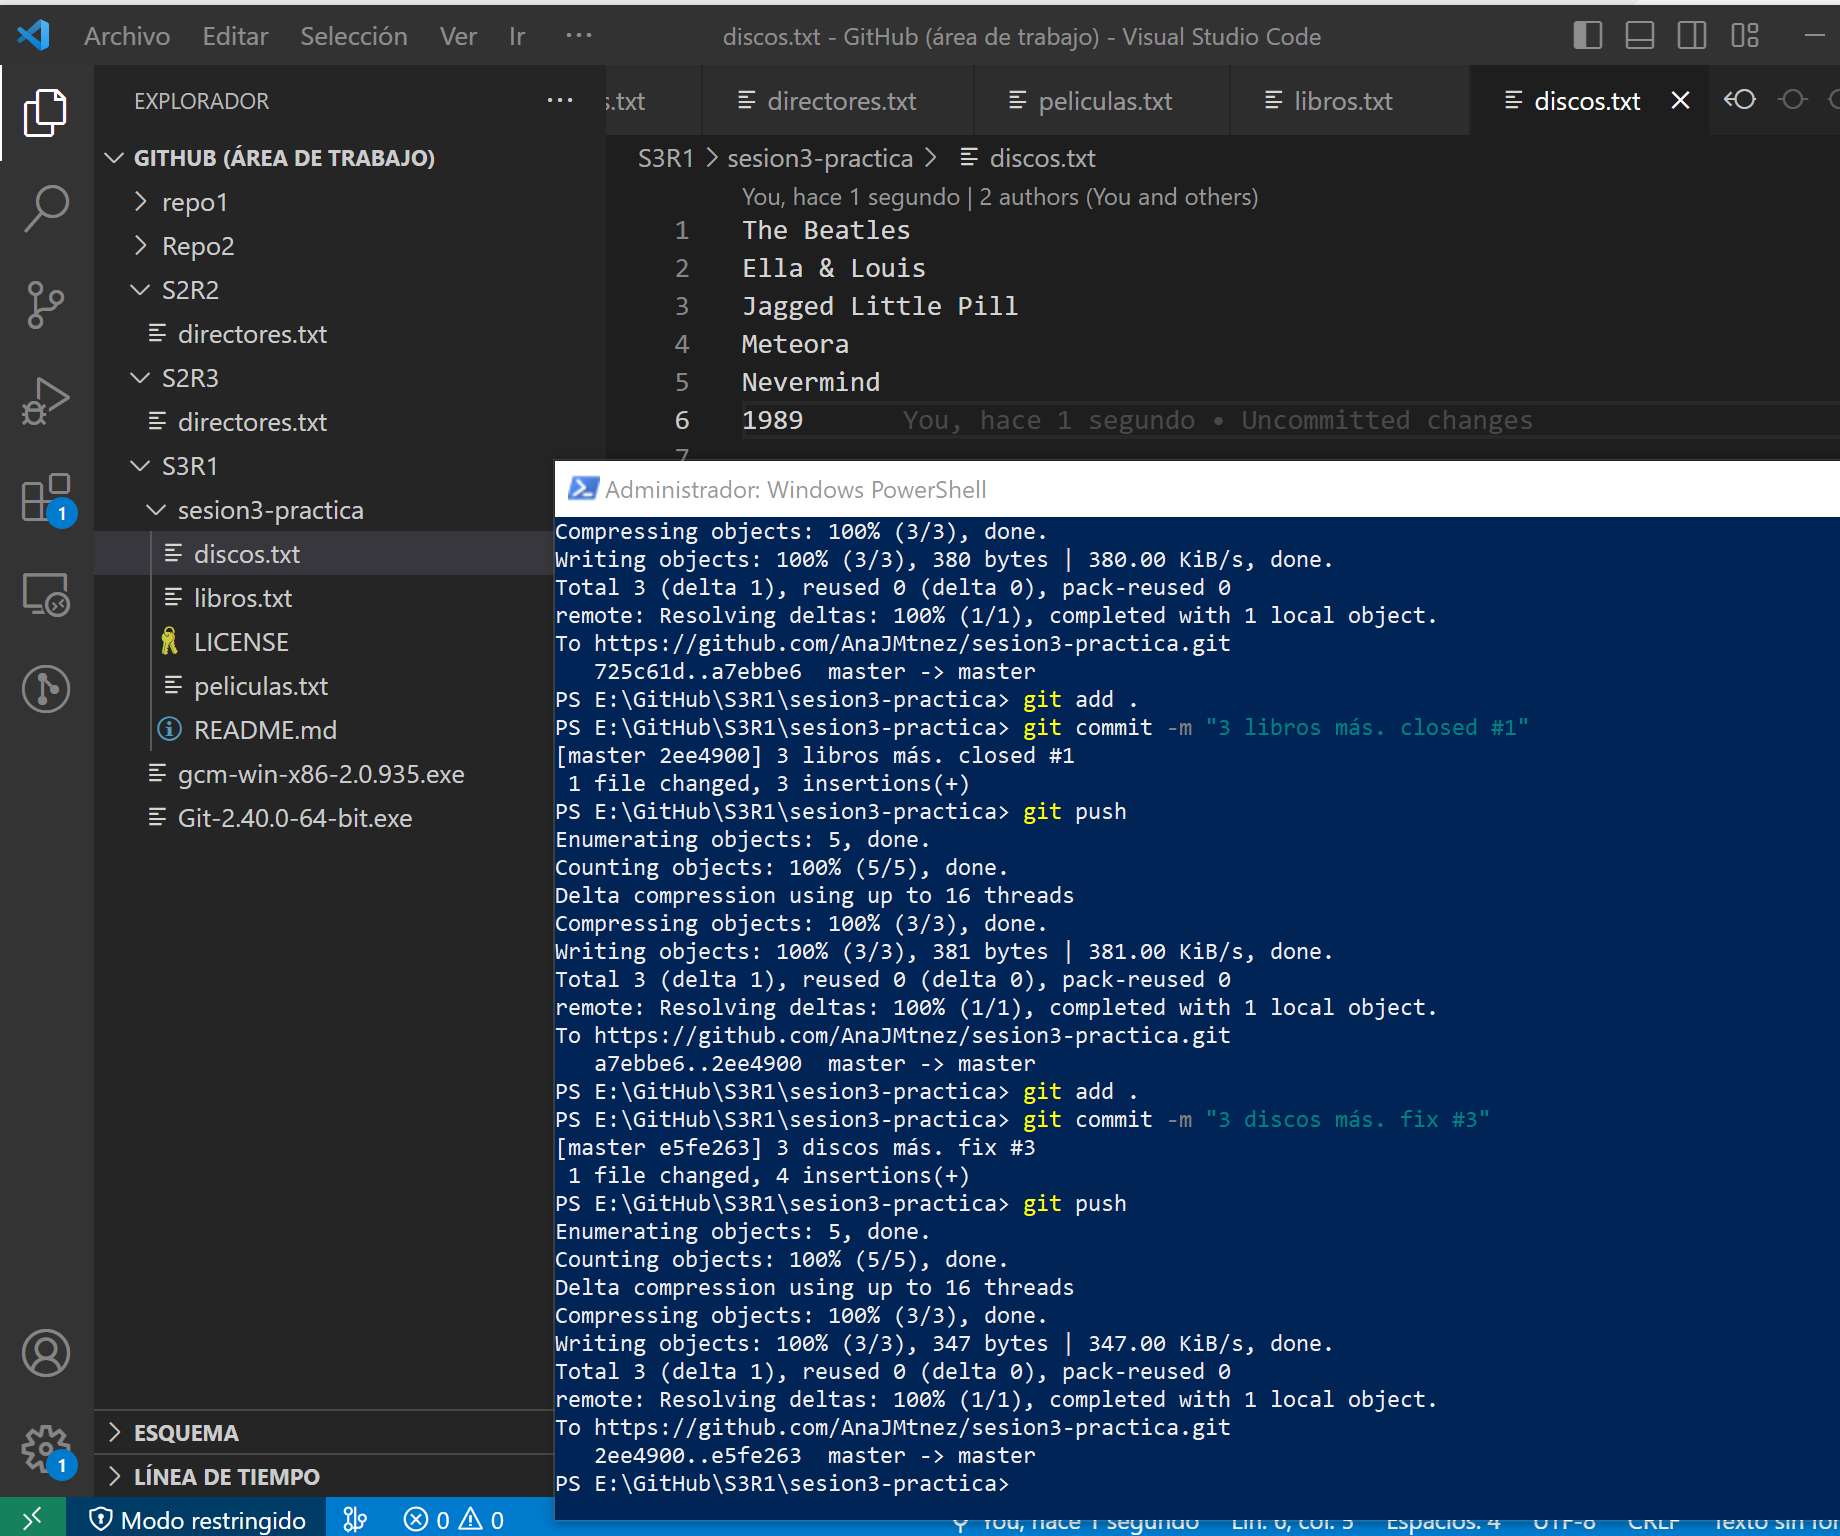 Archivo Editar Selección Ver Ir ··· discos.txt - GitHub (área de trabajo) - Visual Studio Code
EXPLORADOR ···
s.txt directores.txt peliculas.txt libros.txt discos.txt
GITHUB (ÁREA DE TRABAJO)
repo1
Repo2
S2R2
directores.txt
S2R3
directores.txt
S3R1
sesion3-practica
discos.txt
libros.txt
LICENSE
peliculas.txt
README.md
gcm-win-x86-2.0.935.exe
Git-2.40.0-64-bit.exe
ESQUEMA
LÍNEA DE TIEMPO
1
1
S3R1 > sesion3-practica > discos.txt
You, hace 1 segundo | 2 authors (You and others)
1 The Beatles
2 Ella & Louis
3 Jagged Little Pill
4 Meteora
5 Nevermind
6 1989 You, hace 1 segundo • Uncommitted changes
7
Administrador: Windows PowerShell
Compressing objects: 100% (3/3), done.
Writing objects: 100% (3/3), 380 bytes | 380.00 KiB/s, done.
Total 3 (delta 1), reused 0 (delta 0), pack-reused 0
remote: Resolving deltas: 100% (1/1), completed with 1 local object.
To https://github.com/AnaJMtnez/sesion3-practica.git
725c61d..a7ebbe6 master -> master
PS E:\GitHub\S3R1\sesion3-practica> git add .
PS E:\GitHub\S3R1\sesion3-practica> git commit -m "3 libros más. closed #1"
[master 2ee4900] 3 libros más. closed #1
1 file changed, 3 insertions(+)
PS E:\GitHub\S3R1\sesion3-practica> git push
Enumerating objects: 5, done.
Counting objects: 100% (5/5), done.
Delta compression using up to 16 threads
Compressing objects: 100% (3/3), done.
Writing objects: 100% (3/3), 381 bytes | 381.00 KiB/s, done.
Total 3 (delta 1), reused 0 (delta 0), pack-reused 0
remote: Resolving deltas: 100% (1/1), completed with 1 local object.
To https://github.com/AnaJMtnez/sesion3-practica.git
a7ebbe6..2ee4900 master -> master
PS E:\GitHub\S3R1\sesion3-practica> git add .
PS E:\GitHub\S3R1\sesion3-practica> git commit -m "3 discos más. fix #3"
[master e5fe263] 3 discos más. fix #3
1 file changed, 4 insertions(+)
PS E:\GitHub\S3R1\sesion3-practica> git push
Enumerating objects: 5, done.
Counting objects: 100% (5/5), done.
Delta compression using up to 16 threads
Compressing objects: 100% (3/3), done.
Writing objects: 100% (3/3), 347 bytes | 347.00 KiB/s, done.
Total 3 (delta 1), reused 0 (delta 0), pack-reused 0
remote: Resolving deltas: 100% (1/1), completed with 1 local object.
To https://github.com/AnaJMtnez/sesion3-practica.git
2ee4900..e5fe263 master -> master
PS E:\GitHub\S3R1\sesion3-practica>
Modo restringido 0 0 You, hace 1 segundo Lín. 6, col. 5 Espacios: 4 UTF-8 CRLF Texto sin for